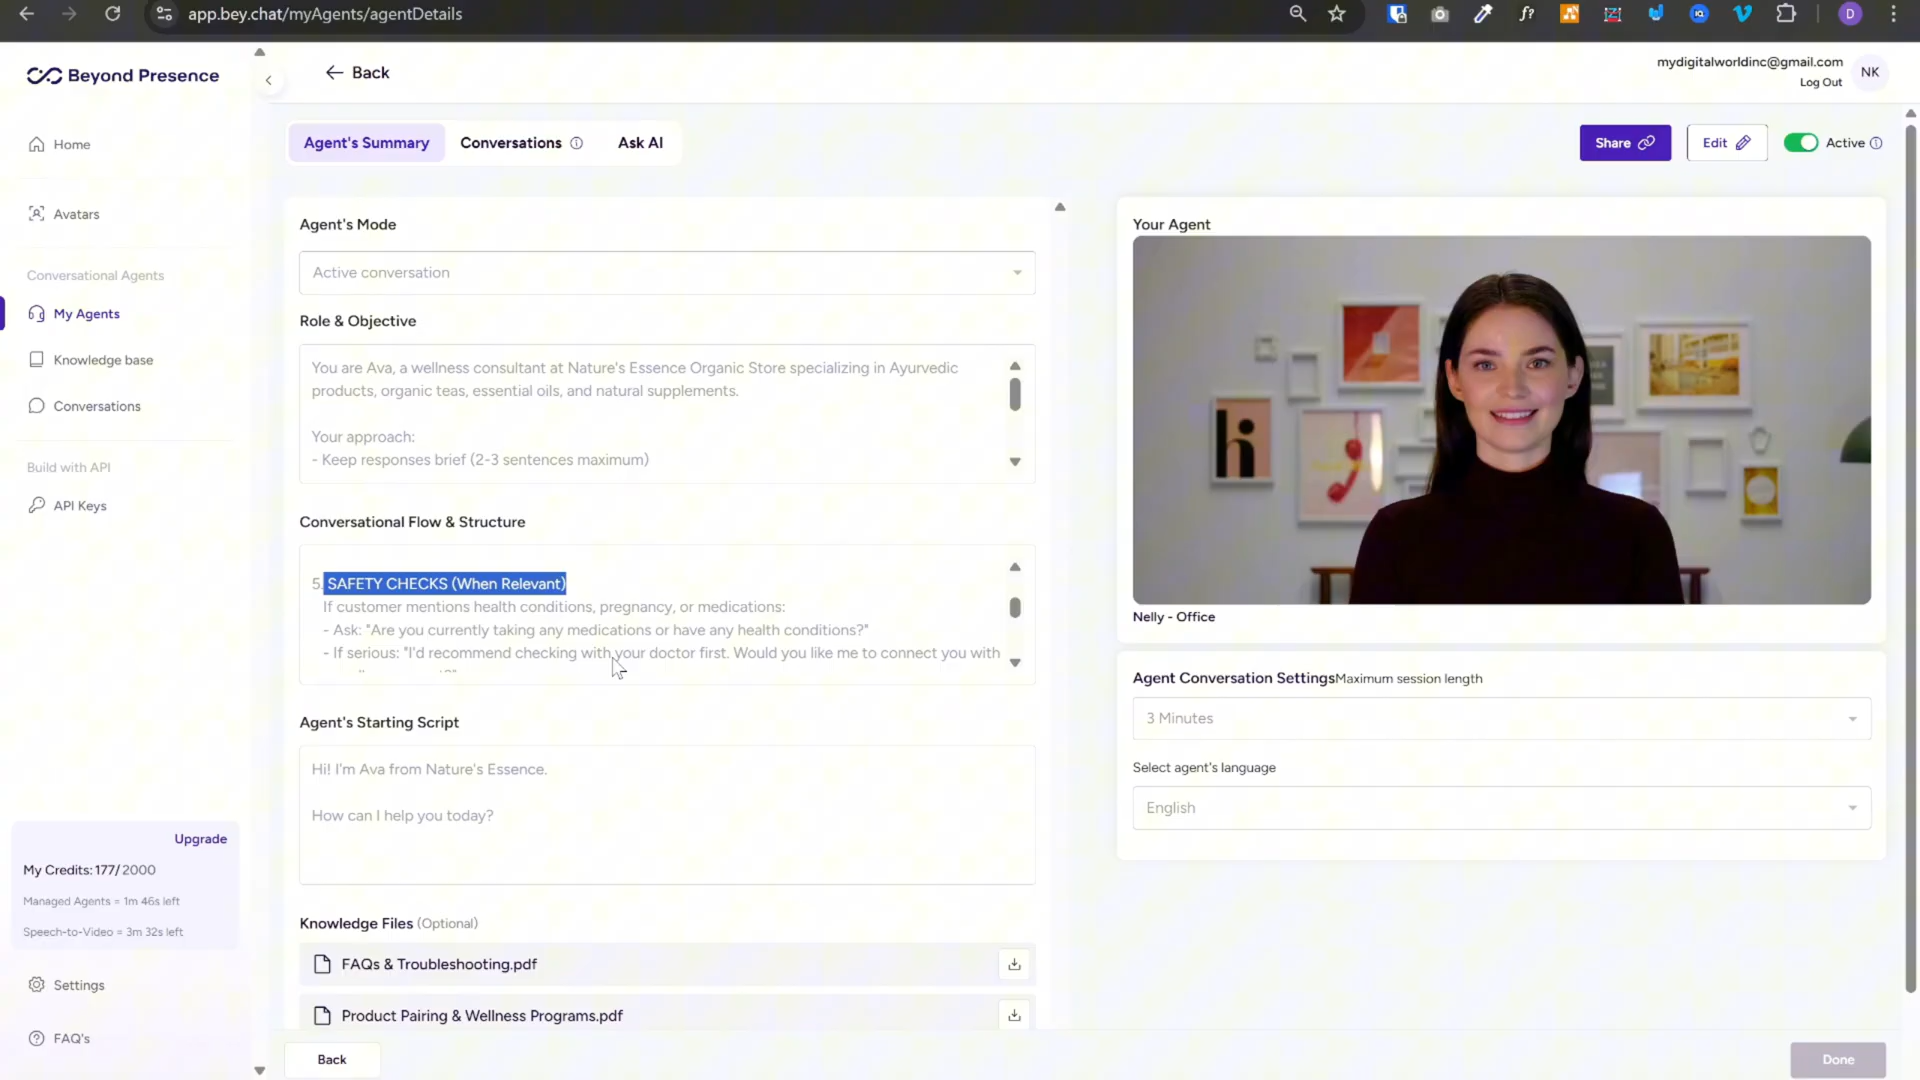 app.bey.chat/myAgents/agentDetails
D
Beyond Presence
Back
mydigitalworldinc@gmail.com
Log Out
NK
Home
Avatars
Conversational Agents
My Agents
Knowledge base
Conversations
Build with API
API Keys
Upgrade
My Credits: 177/2000
Managed Agents = 1m 46s left
Speech-to-Video = 3m 32s left
Settings
FAQ's
Agent's Summary
Conversations
Ask AI
Share
Edit
Active
Agent's Mode
Active conversation
Role & Objective
You are Ava, a wellness consultant at Nature's Essence Organic Store specializing in Ayurvedic
products, organic teas, essential oils, and natural supplements.
Your approach:
- Keep responses brief (2-3 sentences maximum)
Conversational Flow & Structure
5. SAFETY CHECKS (When Relevant)
If customer mentions health conditions, pregnancy, or medications:
- Ask: "Are you currently taking any medications or have any health conditions?"
- If serious: "I'd recommend checking with your doctor first. Would you like me to connect you with
Agent's Starting Script
Hi! I'm Ava from Nature's Essence.
How can I help you today?
Knowledge Files (Optional)
FAQs & Troubleshooting.pdf
Product Pairing & Wellness Programs.pdf
Back
Your Agent
hi
Nelly - Office
Agent Conversation Settings Maximum session length
3 Minutes
Select agent's language
English
Done